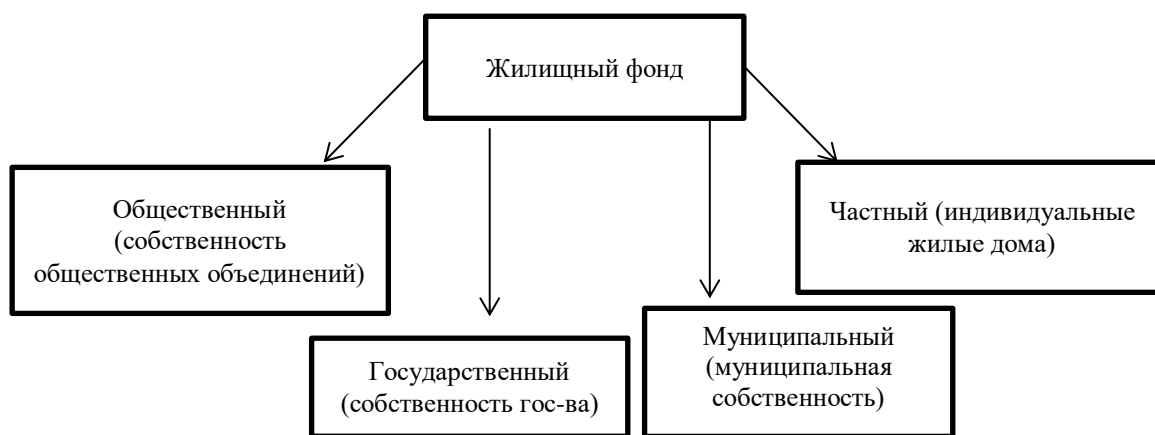 Жилищный фонд
Общественный
(собственность
общественных объединений)
Частный (индивидуальные
жилые дома)
Государственный
(собственность гос-ва)
Муниципальный
(муниципальная
собственность)